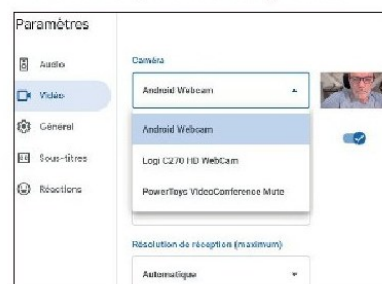 Paramètres
Audio
Vidéo
Général
Sous-titres
Réactions
Caméra
Android Webcam
Android Webcam
Logi C270 HD WebCam
PowerToys VideoConference Mute
Résolution de réception (maximum)
Automatique